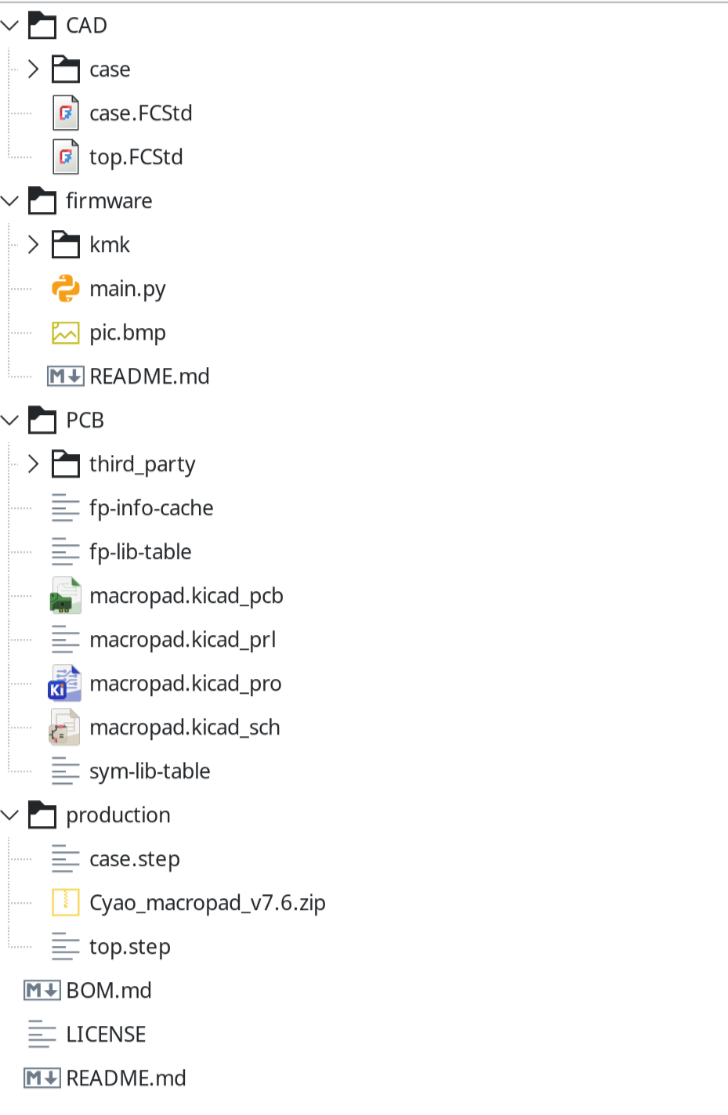 CAD
case
case.FCStd
top.FCStd
firmware
kmk
main.py
pic.bmp
README.md
PCB
third_party
fp-info-cache
fp-lib-table
macropad.kicad_pcb
macropad.kicad_prl
macropad.kicad_pro
macropad.kicad_sch
sym-lib-table
production
case.step
Cyao_macropad_v7.6.zip
top.step
BOM.md
LICENSE
README.md